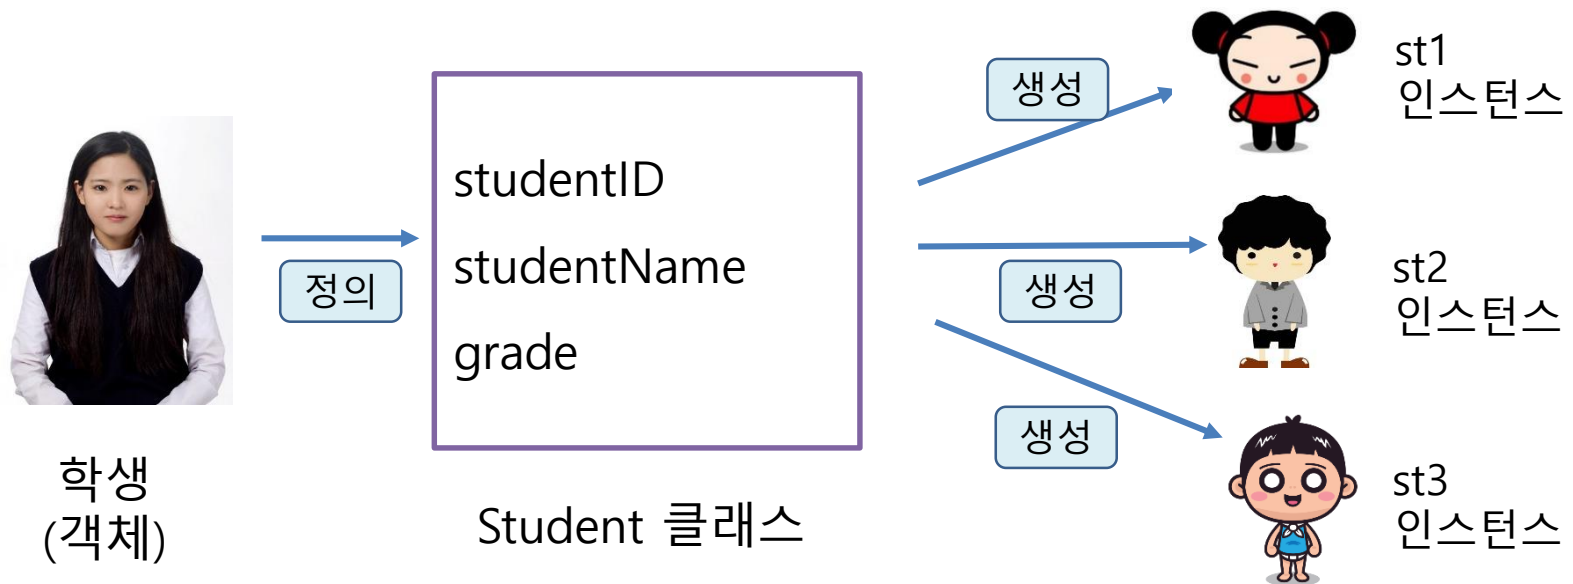 학생
(객체)
정의
studentID
studentName
grade
Student 클래스
생성
st1
인스턴스
생성
st2
인스턴스
생성
st3
인스턴스